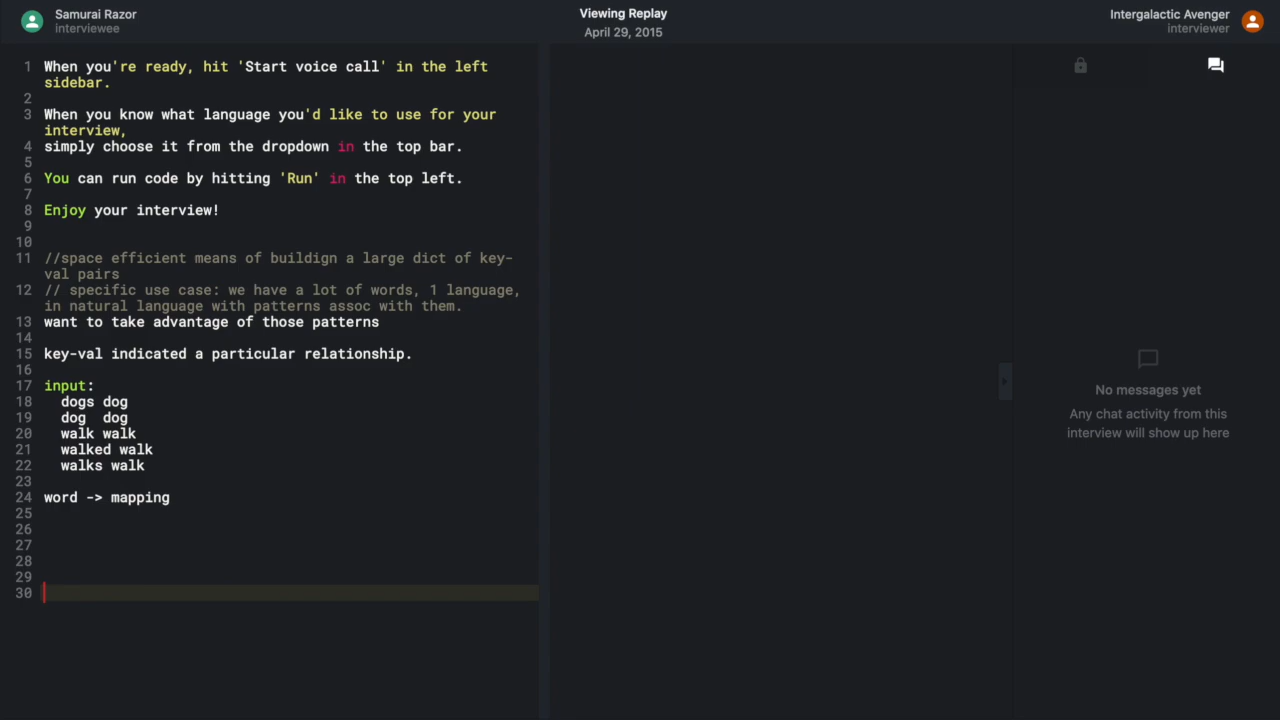 Samurai Razor
interviewee
Viewing Replay
April 29, 2015
Intergalactic Avenger
interviewer
1 When you're ready, hit 'Start voice call' in the left
sidebar.
2
3 When you know what language you'd like to use for your
interview,
4 simply choose it from the dropdown in the top bar.
5
6 You can run code by hitting 'Run' in the top left.
7
8 Enjoy your interview!
9
10
11 //space efficient means of buildign a large dict of key-
val pairs
12 // specific use case: we have a lot of words, 1 language,
in natural language with patterns assoc with them.
13 want to take advantage of those patterns
14
15 key-val indicated a particular relationship.
16
17 input:
18 dogs dog
19 dog  dog
20 walk walk
21 walked walk
22 walks walk
23
24 word -> mapping
25
26
27
28
29
30
No messages yet
Any chat activity from this
interview will show up here